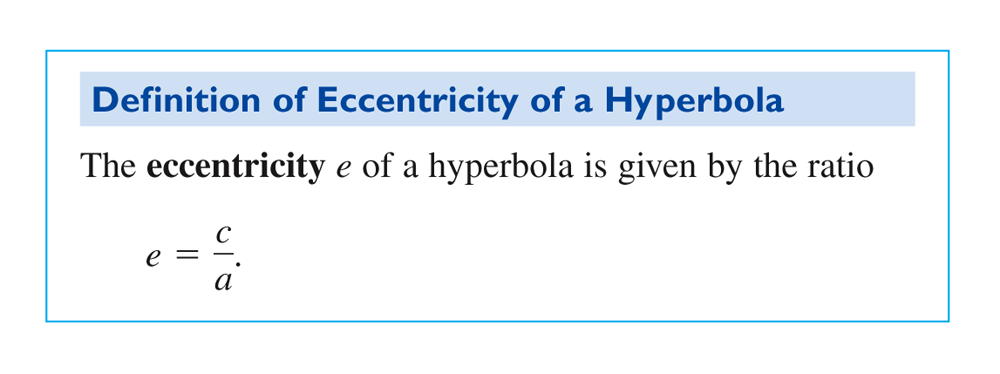 Definition of Eccentricity of a Hyperbola
The eccentricity e of a hyperbola is given by the ratio
e = c/a.